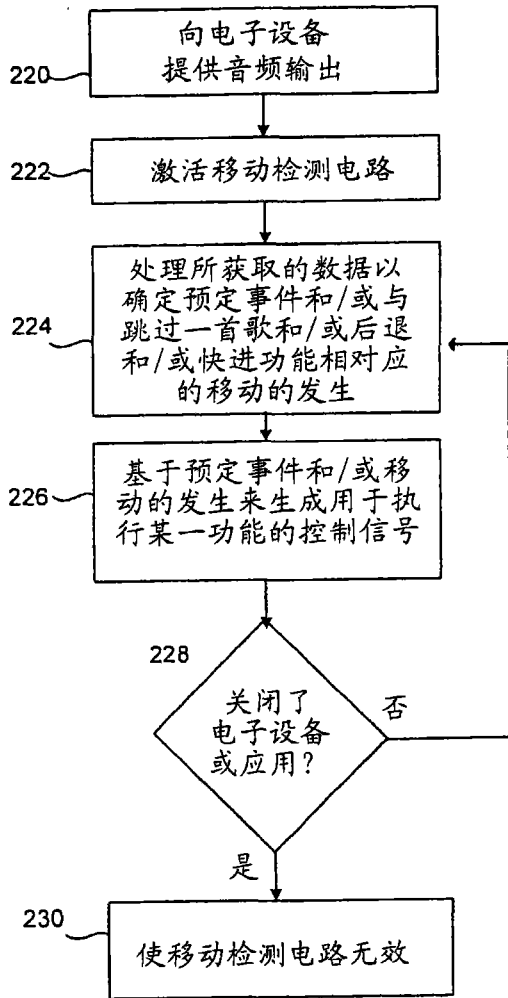 向电子设备
提供音频输出
220
222
激活移动检测电路
处理所获取的数据以
确定预定事件和/或与
跳过一首歌和/或后退
和/或快进功能相对应
的移动的发生
224
基于预定事件和/或移
动的发生来生成用于执
行某一功能的控制信号
226
228
关闭了
电子设备
或应用?
否
是
230
使移动检测电路无效